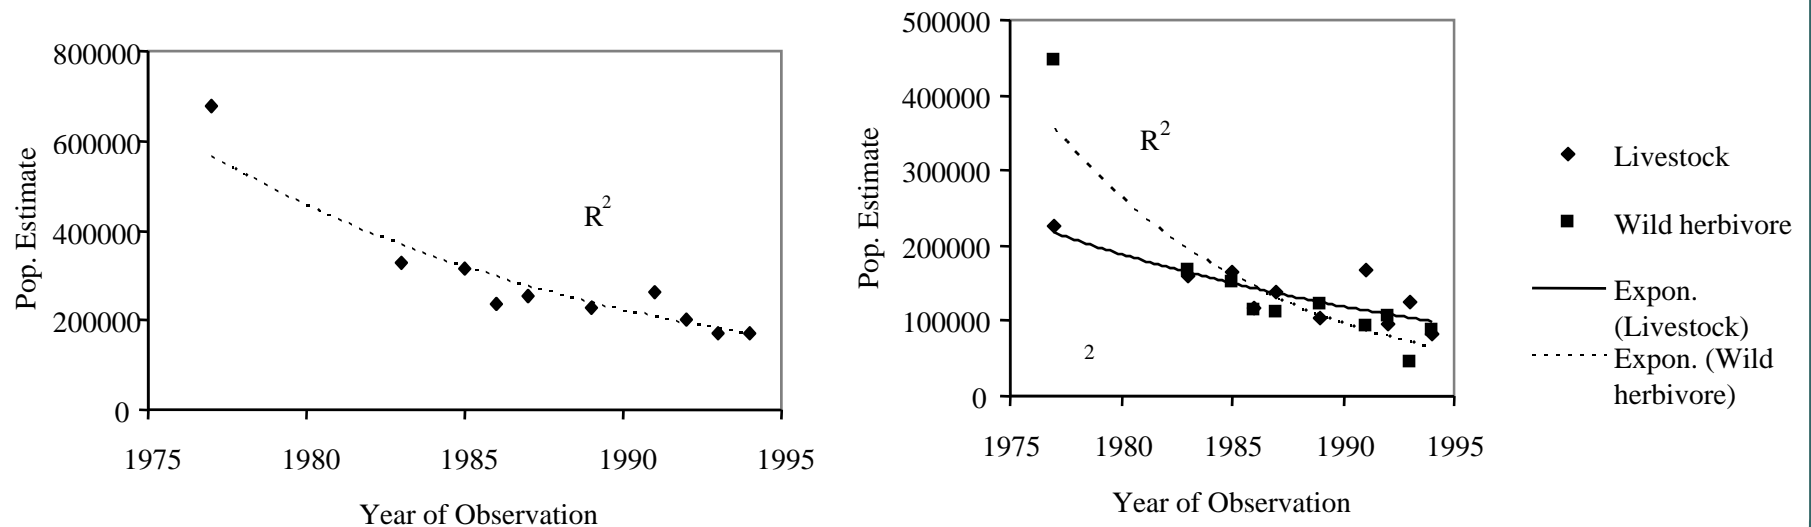 800000
600000
400000
200000
0
Pop. Estimate
R2
1975 1980 1985 1990 1995
Year of Observation
500000
400000
300000
200000
100000
0
Pop. Estimate
R2
2
1975 1980 1985 1990 1995
Year of Observation
Livestock
Wild herbivore
Expon.
(Livestock)
Expon. (Wild
herbivore)